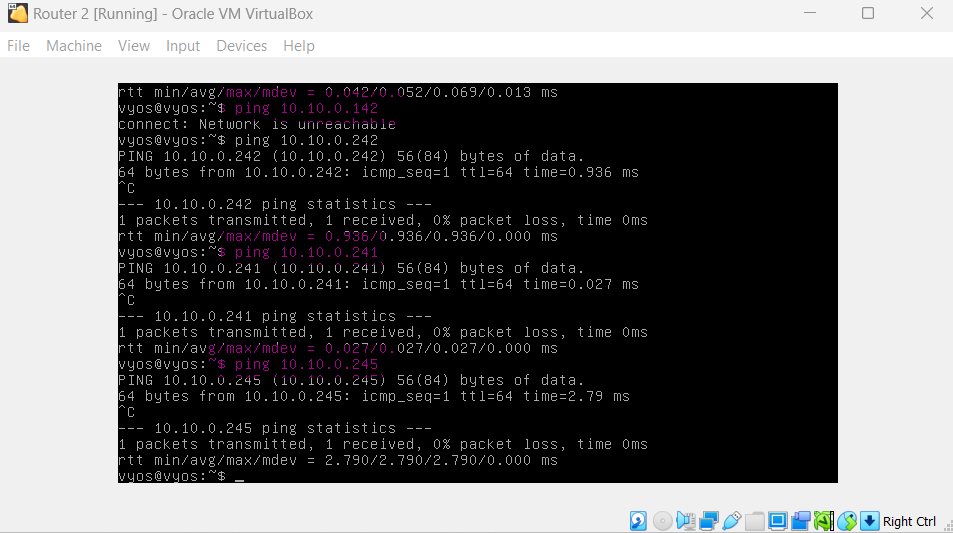 Router 2 [Running] - Oracle VM VirtualBox
File Machine View Input Devices Help
rtt min/avg/max/mdev = 0.042/0.052/0.069/0.013 ms
vyos@vyos:~$ ping 10.10.0.142
connect: Network is unreachable
vyos@vyos:~$ ping 10.10.0.242
PING 10.10.0.242 (10.10.0.242) 56(84) bytes of data.
64 bytes from 10.10.0.242: icmp_seq=1 ttl=64 time=0.936 ms
^C
--- 10.10.0.242 ping statistics ---
1 packets transmitted, 1 received, 0% packet loss, time 0ms
rtt min/avg/max/mdev = 0.936/0.936/0.936/0.000 ms
vyos@vyos:~$ ping 10.10.0.241
PING 10.10.0.241 (10.10.0.241) 56(84) bytes of data.
64 bytes from 10.10.0.241: icmp_seq=1 ttl=64 time=0.027 ms
^C
--- 10.10.0.241 ping statistics ---
1 packets transmitted, 1 received, 0% packet loss, time 0ms
rtt min/avg/max/mdev = 0.027/0.027/0.027/0.000 ms
vyos@vyos:~$ ping 10.10.0.245
PING 10.10.0.245 (10.10.0.245) 56(84) bytes of data.
64 bytes from 10.10.0.245: icmp_seq=1 ttl=64 time=2.79 ms
^C
--- 10.10.0.245 ping statistics ---
1 packets transmitted, 1 received, 0% packet loss, time 0ms
rtt min/avg/max/mdev = 2.790/2.790/2.790/0.000 ms
vyos@vyos:~$ _
Right Ctrl